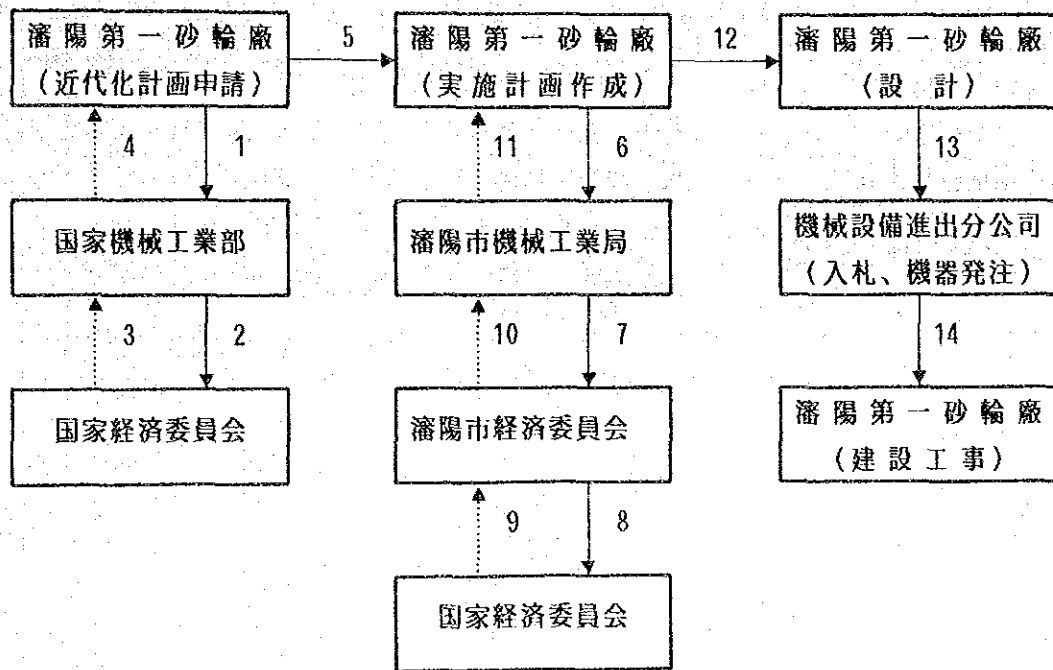 瀋陽第一砂輪廠
(近代化計画申請)
5
瀋陽第一砂輪廠
(実施計画作成)
12
瀋陽第一砂輪廠
(設計)
4
1
11
6
13
国家機械工業部
瀋陽市機械工業局
機械設備進出分公司
(入札、機器発注)
3
2
10
7
14
国家経済委員会
瀋陽市経済委員会
瀋陽第一砂輪廠
(建設工事)
9
8
国家経済委員会